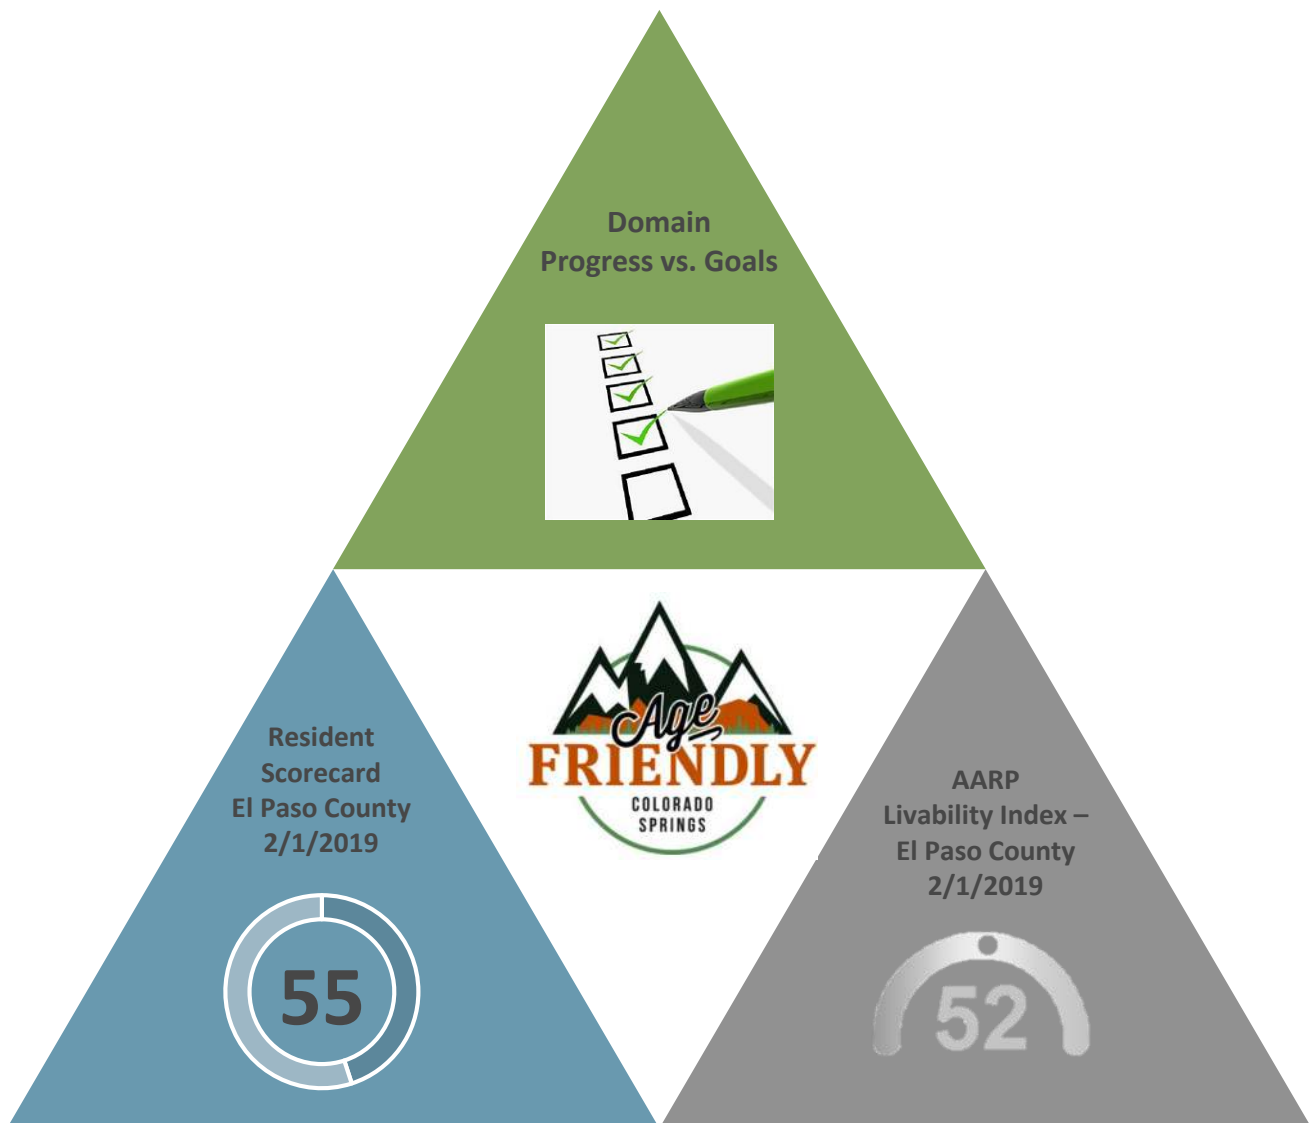 Domain
Progress vs. Goals
Age
FRIENDLY
COLORADO
SPRINGS
Resident
Scorecard
El Paso County
2/1/2019
55
AARP
Livability Index –
El Paso County
2/1/2019
52